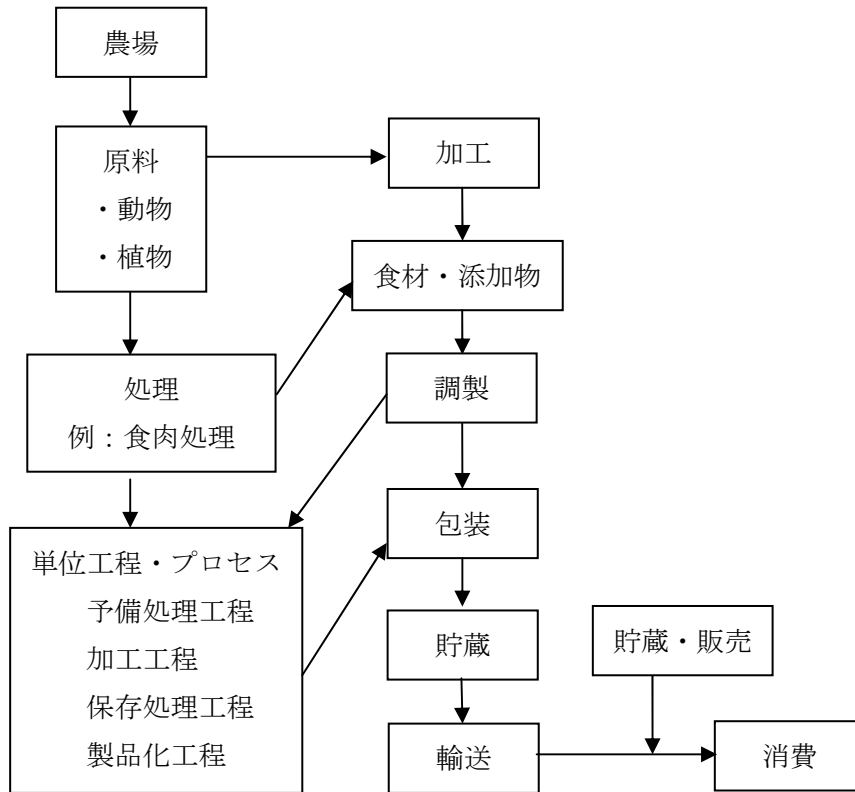 農場
原料
・動物
・植物
処理
例：食肉処理
単位工程・プロセス
予備処理工程
加工工程
保存処理工程
製品化工程
加工
食材・添加物
調製
包装
貯蔵
輸送
貯蔵・販売
消費